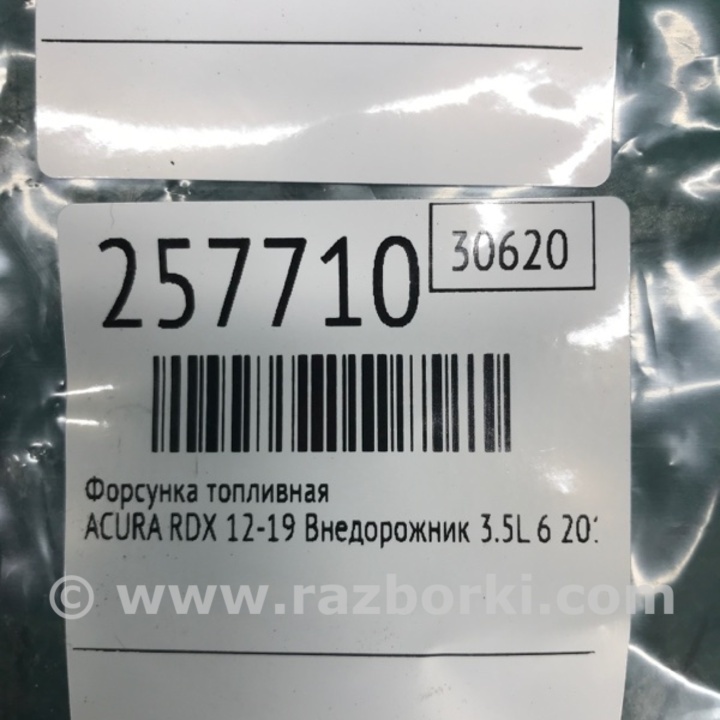 257710
30620
Форсунка топливная
ACURA RDX 12-19 Внедорожник 3.5L 6
© www.razborki.com